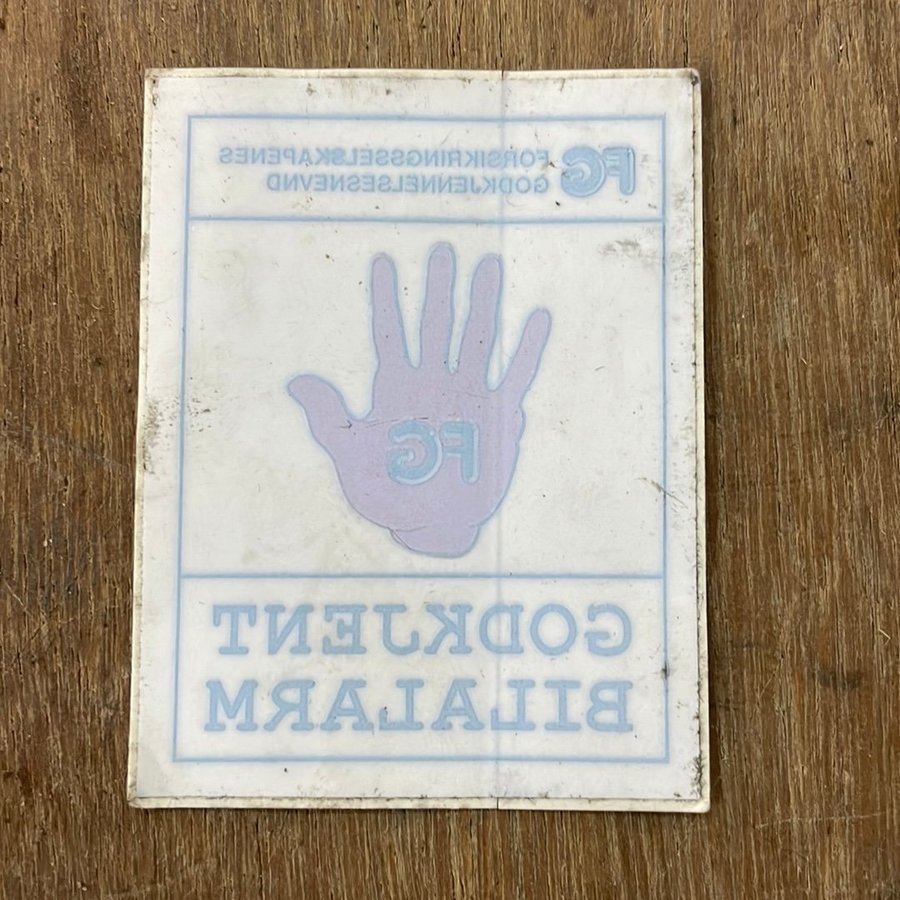 FG FORSIKRINGSSELSKAPENES
GODKJENNELSESNEVND
FG
GODKJENT
BILALARM